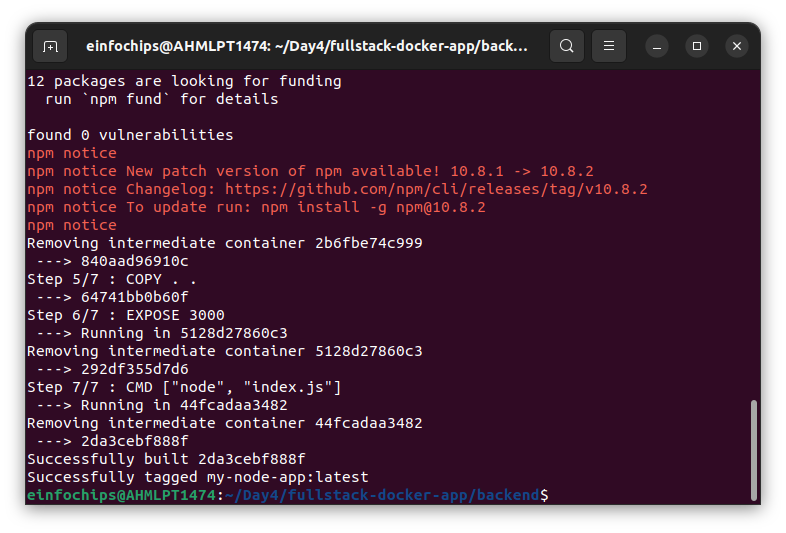 einfochips@AHMLPT1474: ~/Day4/fullstack-docker-app/back...
12 packages are looking for funding
  run `npm fund` for details

found 0 vulnerabilities
npm notice
npm notice New patch version of npm available! 10.8.1 -> 10.8.2
npm notice Changelog: https://github.com/npm/cli/releases/tag/v10.8.2
npm notice To update run: npm install -g npm@10.8.2
npm notice
Removing intermediate container 2b6fbe74c999
 ---> 840aad96910c
Step 5/7 : COPY . .
 ---> 64741bb0b60f
Step 6/7 : EXPOSE 3000
 ---> Running in 5128d27860c3
Removing intermediate container 5128d27860c3
 ---> 292df355d7d6
Step 7/7 : CMD ["node", "index.js"]
 ---> Running in 44fcadaa3482
Removing intermediate container 44fcadaa3482
 ---> 2da3cebf888f
Successfully built 2da3cebf888f
Successfully tagged my-node-app:latest
einfochips@AHMLPT1474:~/Day4/fullstack-docker-app/backend$